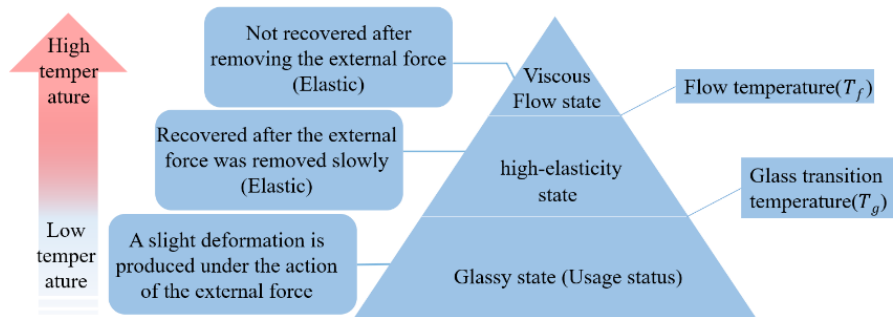 High
temper
ature
Low
temper
ature
Not recovered after
removing the external force
(Elastic)
Recovered after the external
force was removed slowly
(Elastic)
A slight deformation is
produced under the action
of the external force
Viscous
Flow state
high-elasticity
state
Glassy state (Usage status)
Flow temperature(T_f)
Glass transition
temperature(T_g)